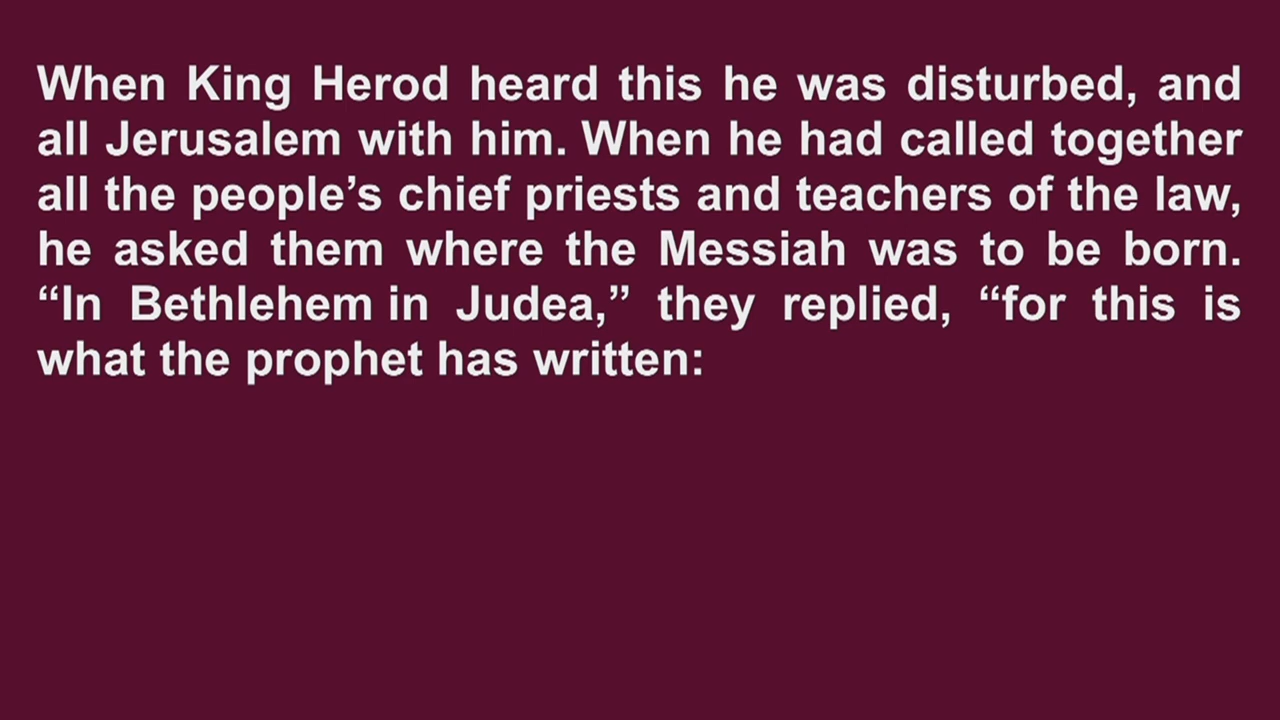 When King Herod heard this he was disturbed, and
all Jerusalem with him. When he had called together
all the people’s chief priests and teachers of the law,
he asked them where the Messiah was to be born.
“In Bethlehem in Judea,” they replied, “for this is
what the prophet has written: